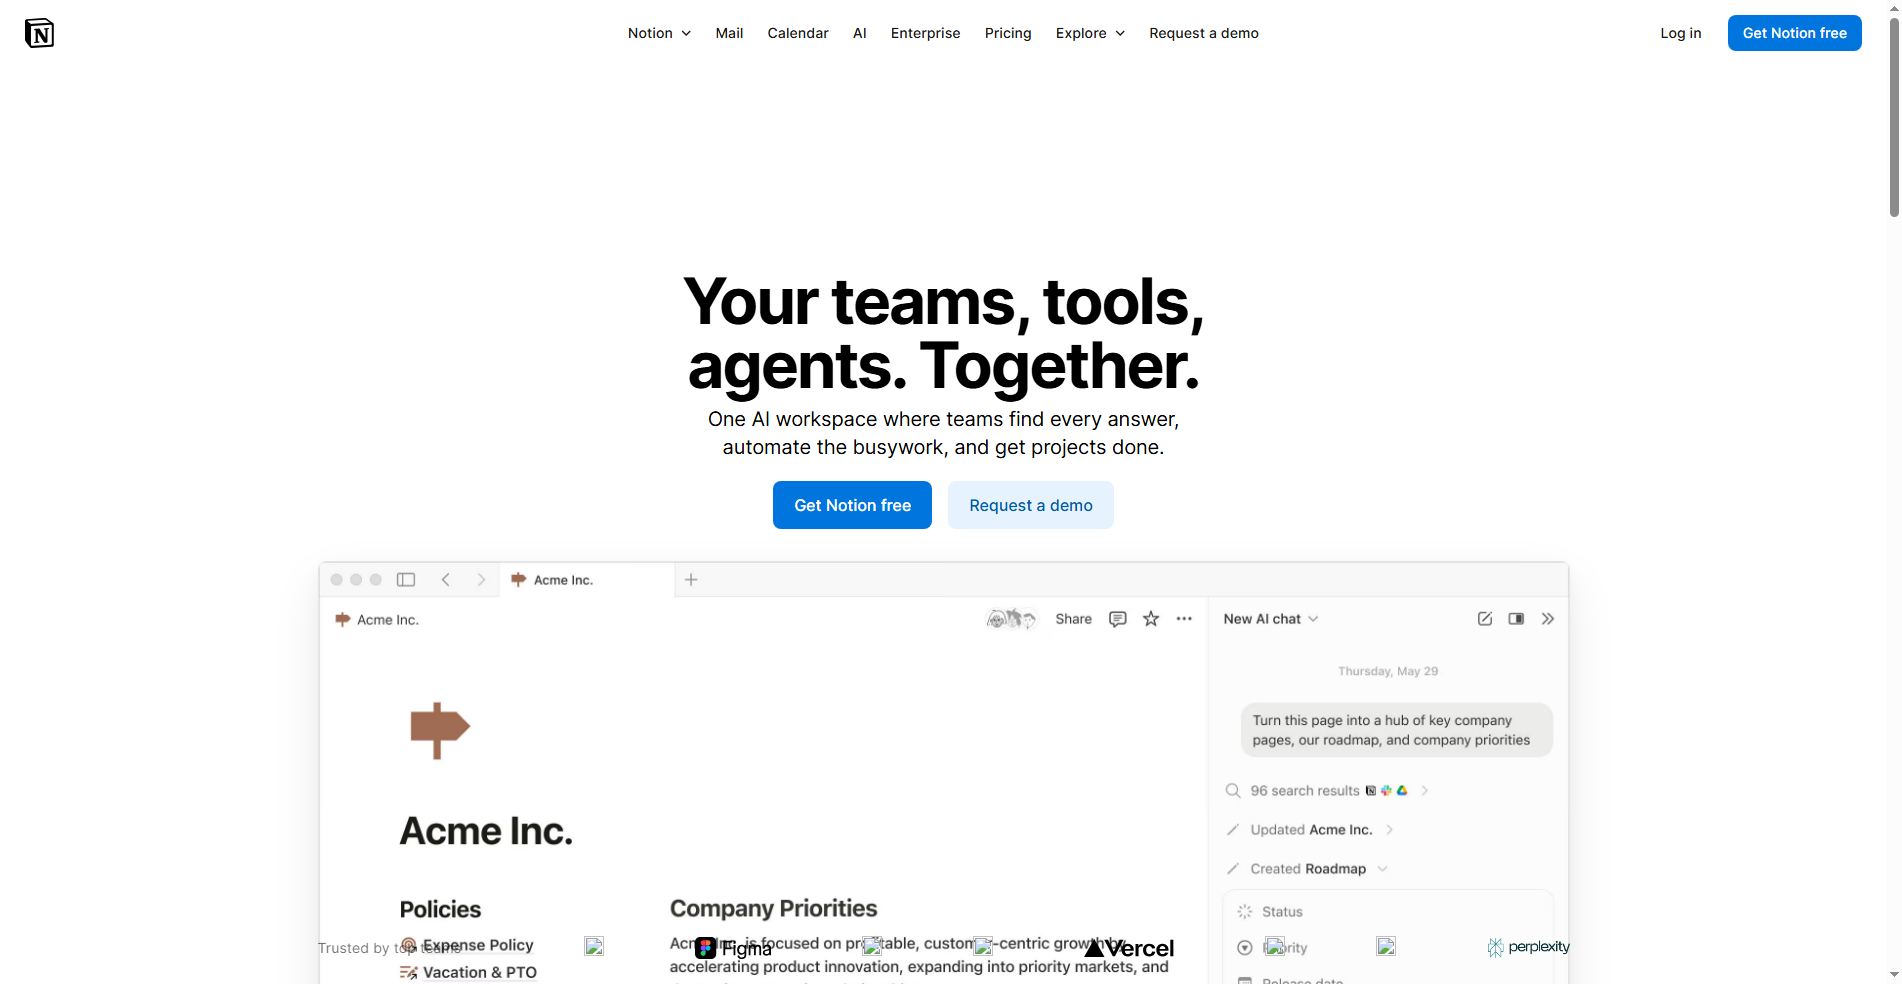 Notion
Mail
Calendar
AI
Enterprise
Pricing
Explore
Request a demo
Log in
Get Notion free
Your teams, tools,
agents. Together.
One AI workspace where teams find every answer,
automate the busywork, and get projects done.
Get Notion free
Request a demo
Acme Inc.
Acme Inc.
Share
Acme Inc.
Policies
Expense Policy
Vacation & PTO
Company Priorities
Acme Inc. is focused on profitable, customer-centric growth by
accelerating product innovation, expanding into priority markets, and
New AI chat
Thursday, May 29
Turn this page into a hub of key company
pages, our roadmap, and company priorities
96 search results
Updated Acme Inc.
Created Roadmap
Status
Priority
Release date
Trusted by top teams
Figma
Vercel
perplexity